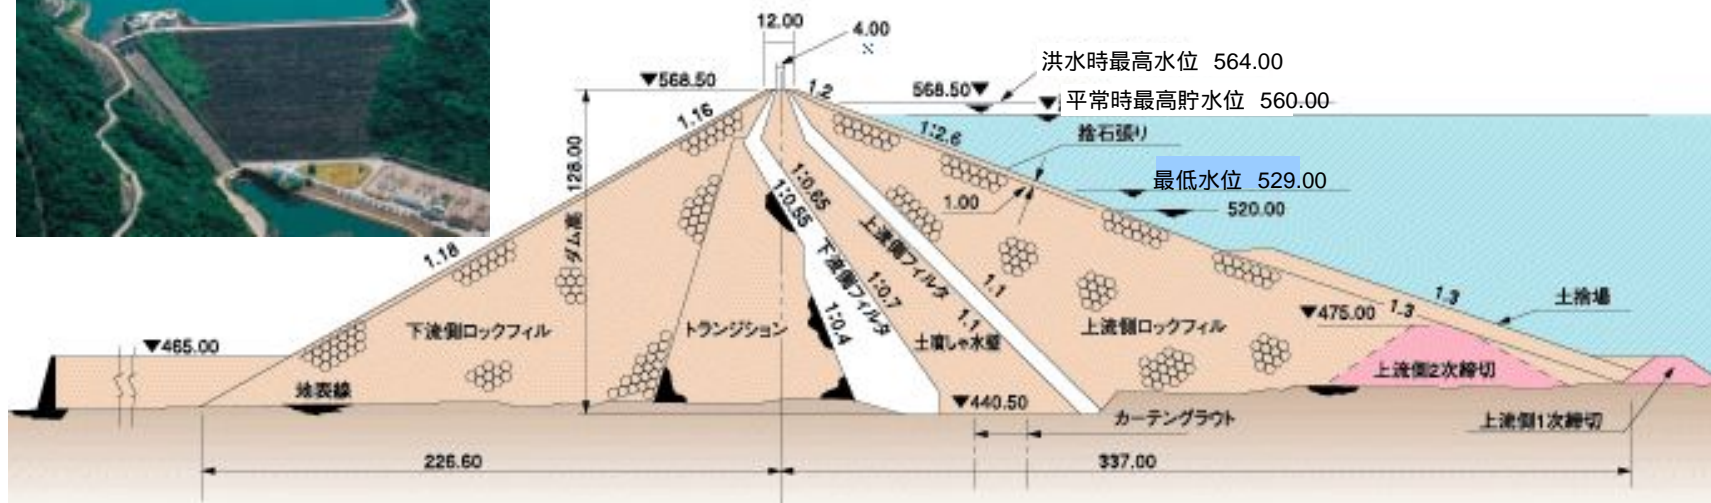 12.00
4.00
洪水時最高水位 564.00
▼568.50
1.2
568.50▼
平常時最高貯水位 560.00
1.16
1:2.6
捨石張り
128.00
ダム高
最低水位 529.00
1.00
520.00
1:0.65
1:0.55
上流側フィルタ
下流側フィルタ
1.18
1:0.7
1.1
1.1
1:0.4
1.3
1.3
土捨場
▼475.00
下流側ロックフィル
トランジション
土壌しゃ水壁
上流側ロックフィル
▼465.00
上流側2次締切
地表線
▼440.50
カーテングラウト
上流側1次締切
226.60
337.00